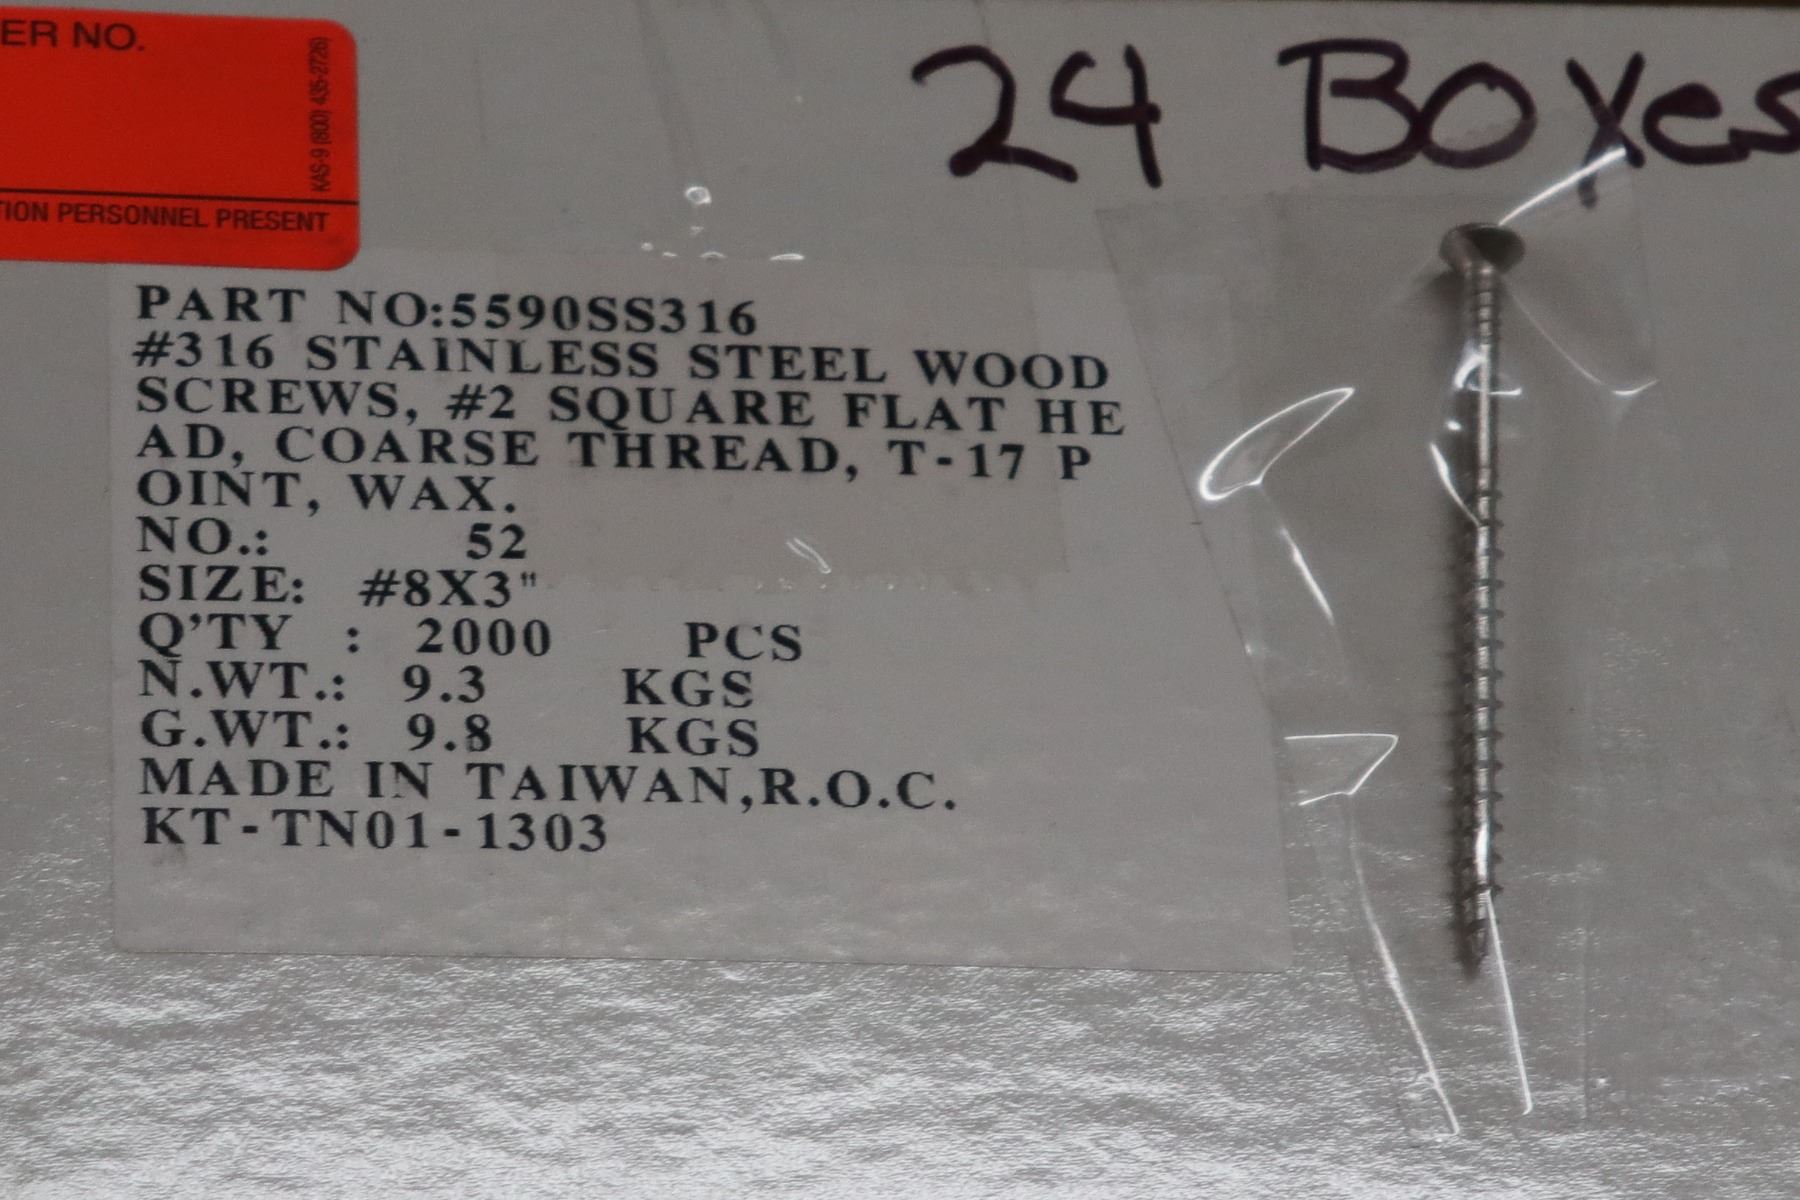 ER NO.
KAS-9 (800) 435-2726)
TION PERSONNEL PRESENT
24 Boxes
PART NO:5590SS316
#316 STAINLESS STEEL WOOD
SCREWS, #2 SQUARE FLAT HE
AD, COARSE THREAD, T-17 P
OINT, WAX.
NO.: 52
SIZE: #8X3"
Q'TY : 2000 PCS
N.WT.: 9.3 KGS
G.WT.: 9.8 KGS
MADE IN TAIWAN,R.O.C.
KT-TN01-1303